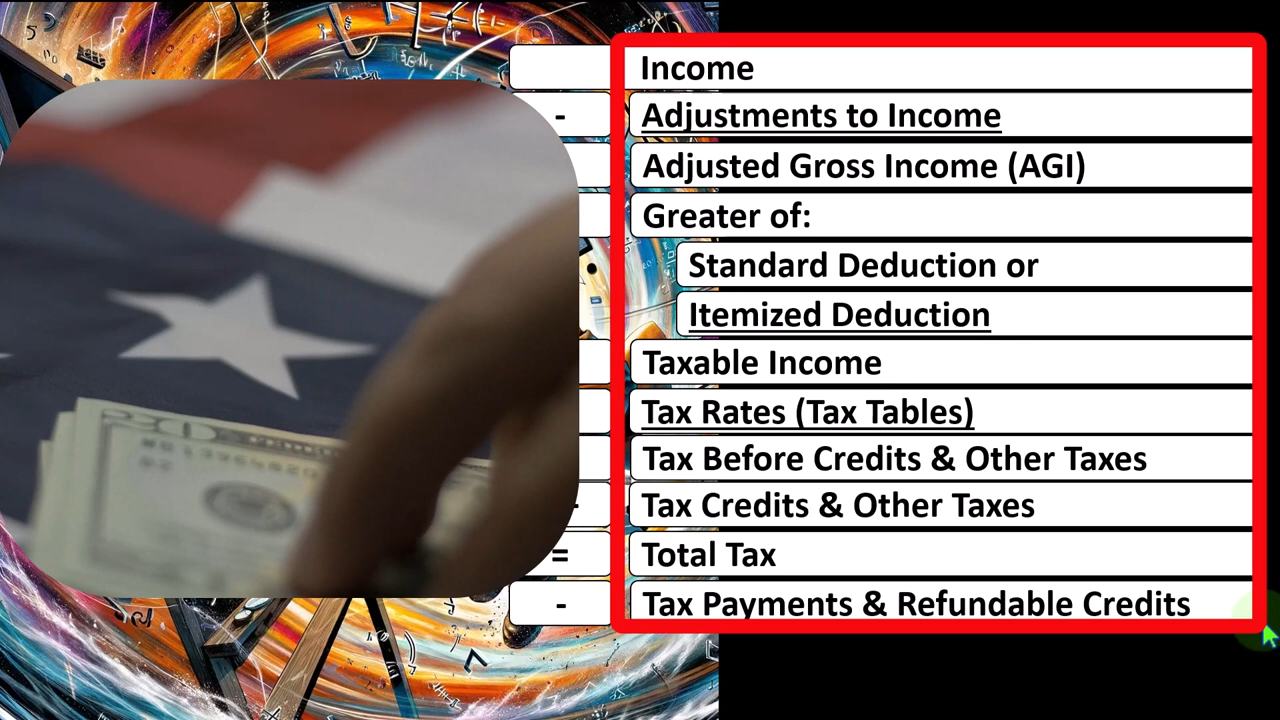 Income
- Adjustments to Income
Adjusted Gross Income (AGI)
Greater of:
Standard Deduction or
Itemized Deduction
Taxable Income
Tax Rates (Tax Tables)
Tax Before Credits & Other Taxes
- Tax Credits & Other Taxes
= Total Tax
- Tax Payments & Refundable Credits